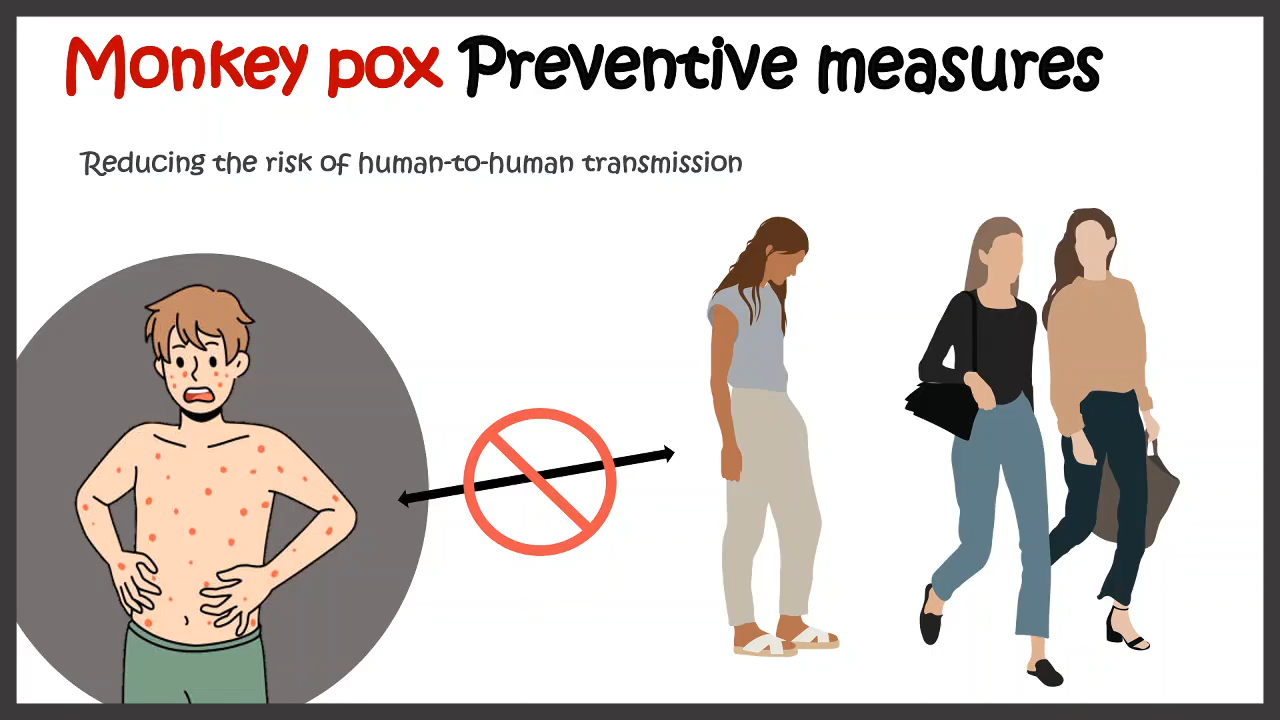 Monkey pox Preventive measures
Reducing the risk of human-to-human transmission